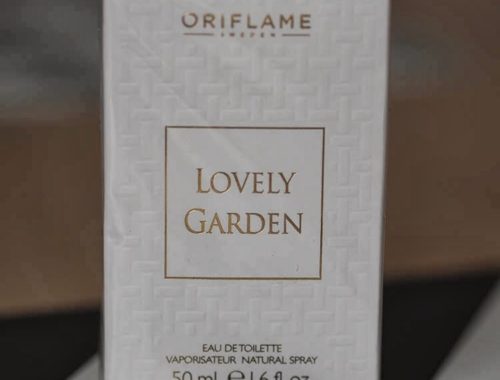 ORIFLAME
SWEDEN
LOVELY
GARDEN
EAU DE TOILETTE
VAPORISATEUR NATURAL SPRAY
50 ml ℮ 1.6 fl. oz.